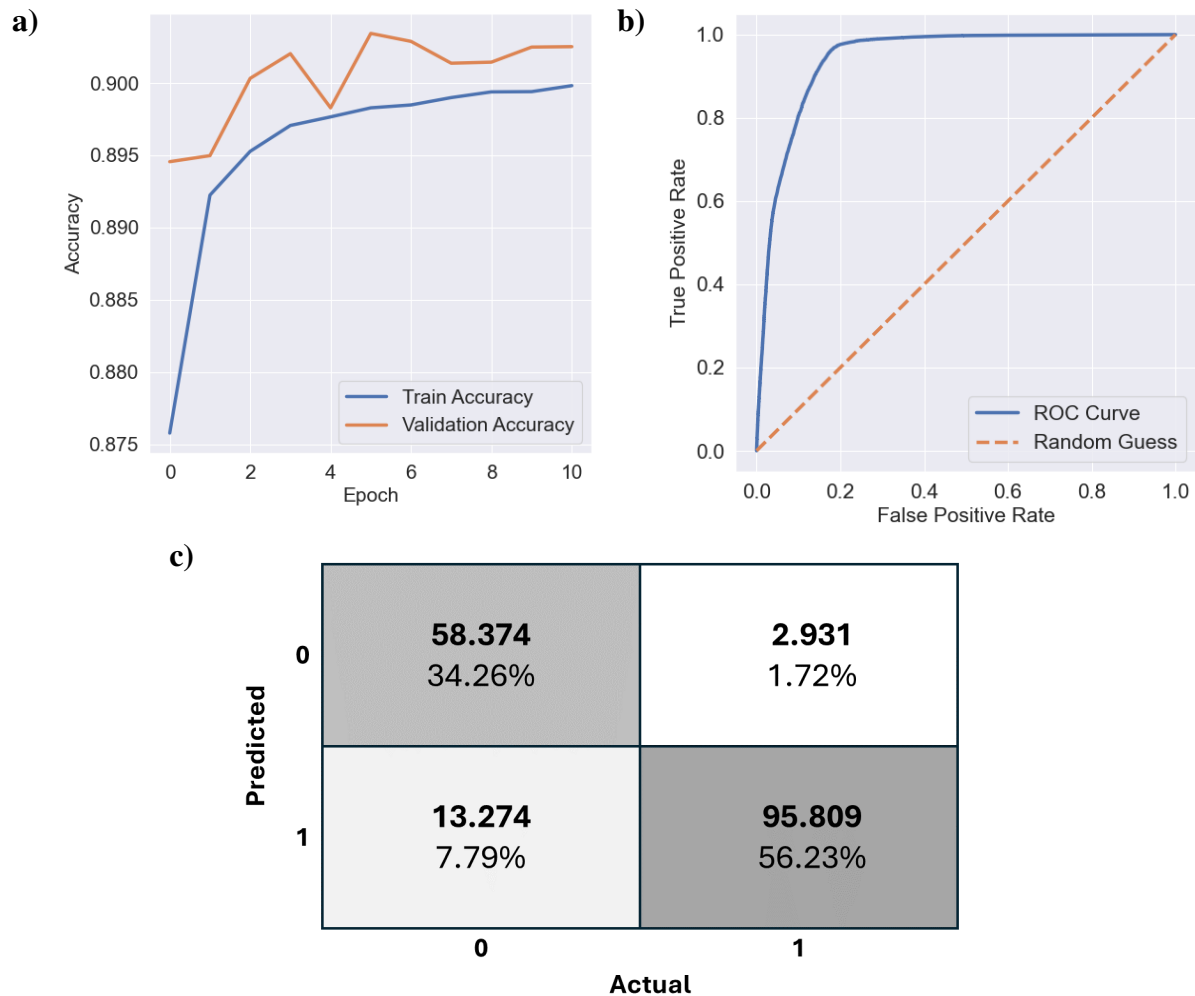 a)
0.900
0.895
0.890
0.885
0.880
0.875
Accuracy
0 2 4 6 8 10
Epoch
Train Accuracy
Validation Accuracy
b)
1.0
0.8
0.6
0.4
0.2
0.0
True Positive Rate
0.0 0.2 0.4 0.6 0.8 1.0
False Positive Rate
ROC Curve
Random Guess
c)
Predicted
0
58.374
34.26%
2.931
1.72%
1
13.274
7.79%
95.809
56.23%
0 1
Actual